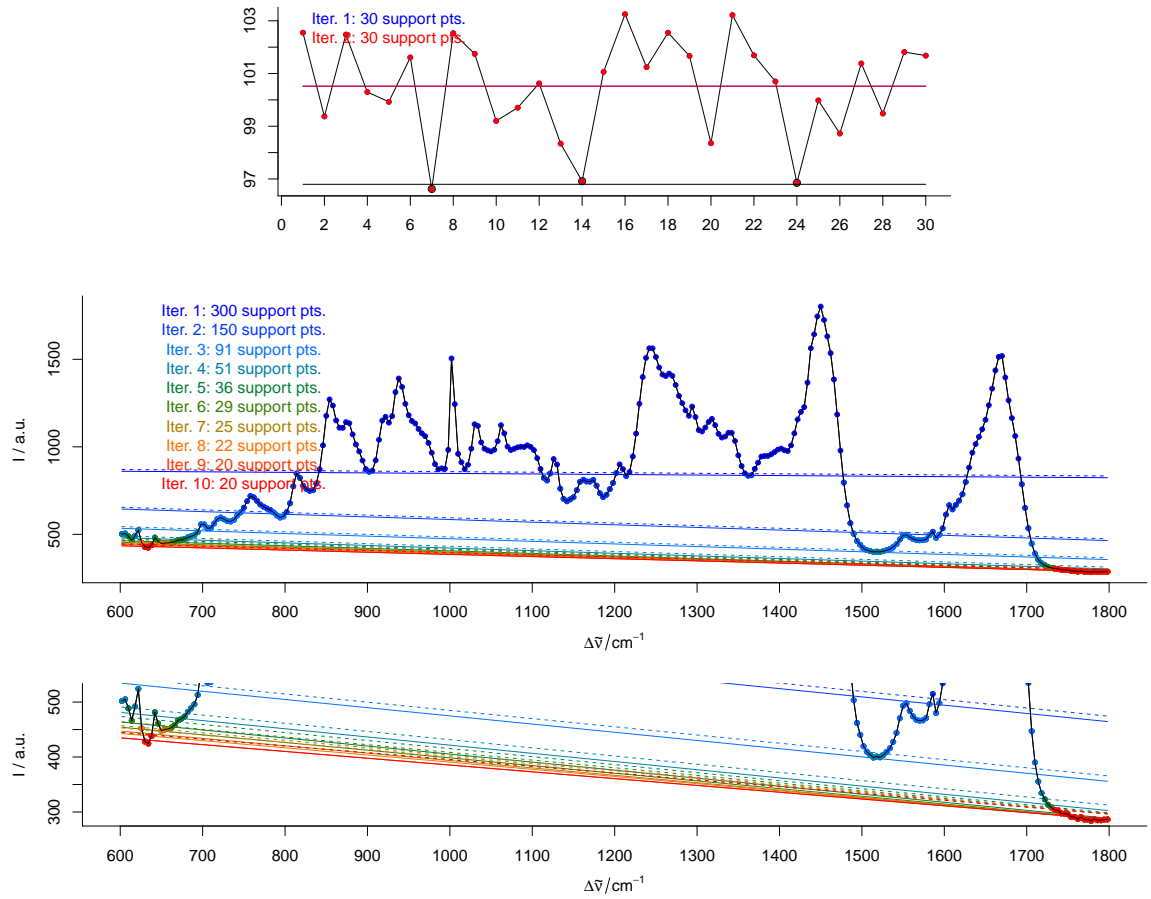 103
101
99
97
Iter. 1: 30 support pts.
Iter. 2: 30 support pts.
0 2 4 6 8 10 12 14 16 18 20 22 24 26 28 30
I / a.u.
1500
1000
500
Iter. 1: 300 support pts.
Iter. 2: 150 support pts.
Iter. 3: 91 support pts.
Iter. 4: 51 support pts.
Iter. 5: 36 support pts.
Iter. 6: 29 support pts.
Iter. 7: 25 support pts.
Iter. 8: 22 support pts.
Iter. 9: 20 support pts.
Iter. 10: 20 support pts.
600 700 800 900 1000 1100 1200 1300 1400 1500 1600 1700 1800
Δν̃/cm⁻¹
I / a.u.
500
400
300
600 700 800 900 1000 1100 1200 1300 1400 1500 1600 1700 1800
Δν̃/cm⁻¹